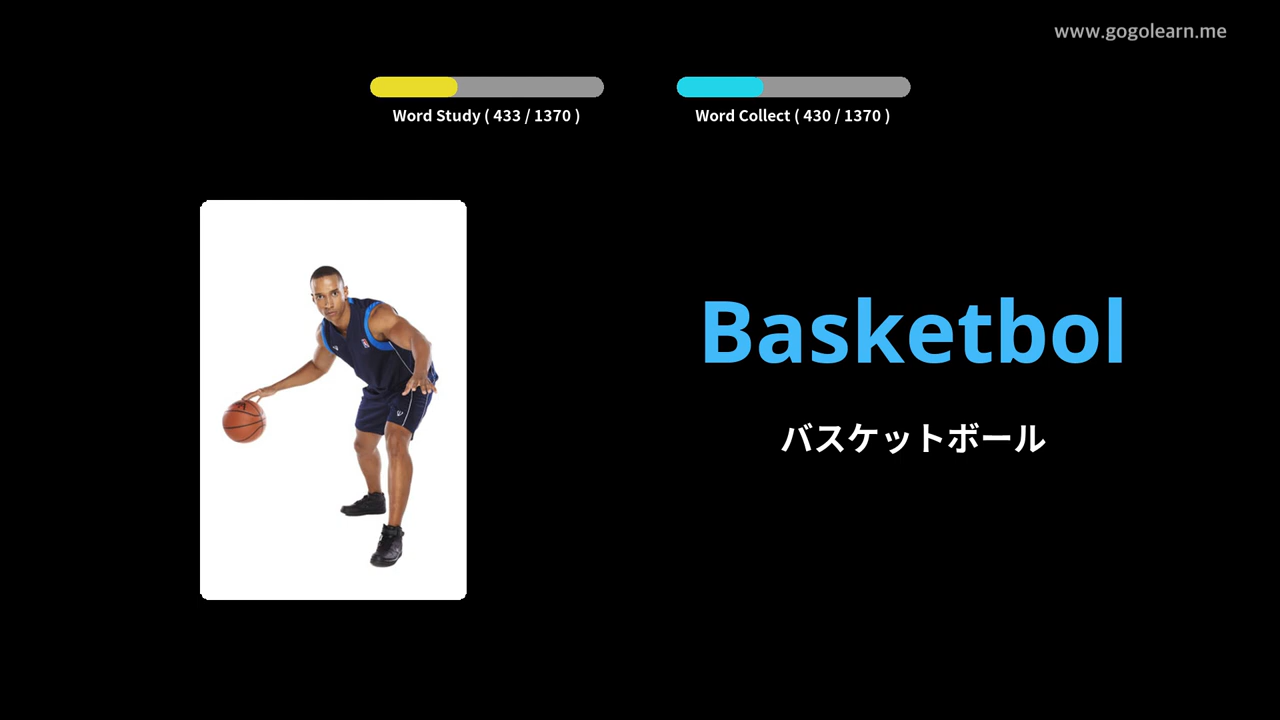 www.gogolearn.me
Word Study ( 433 / 1370 )
Word Collect ( 430 / 1370 )
Basketbol
バスケットボール